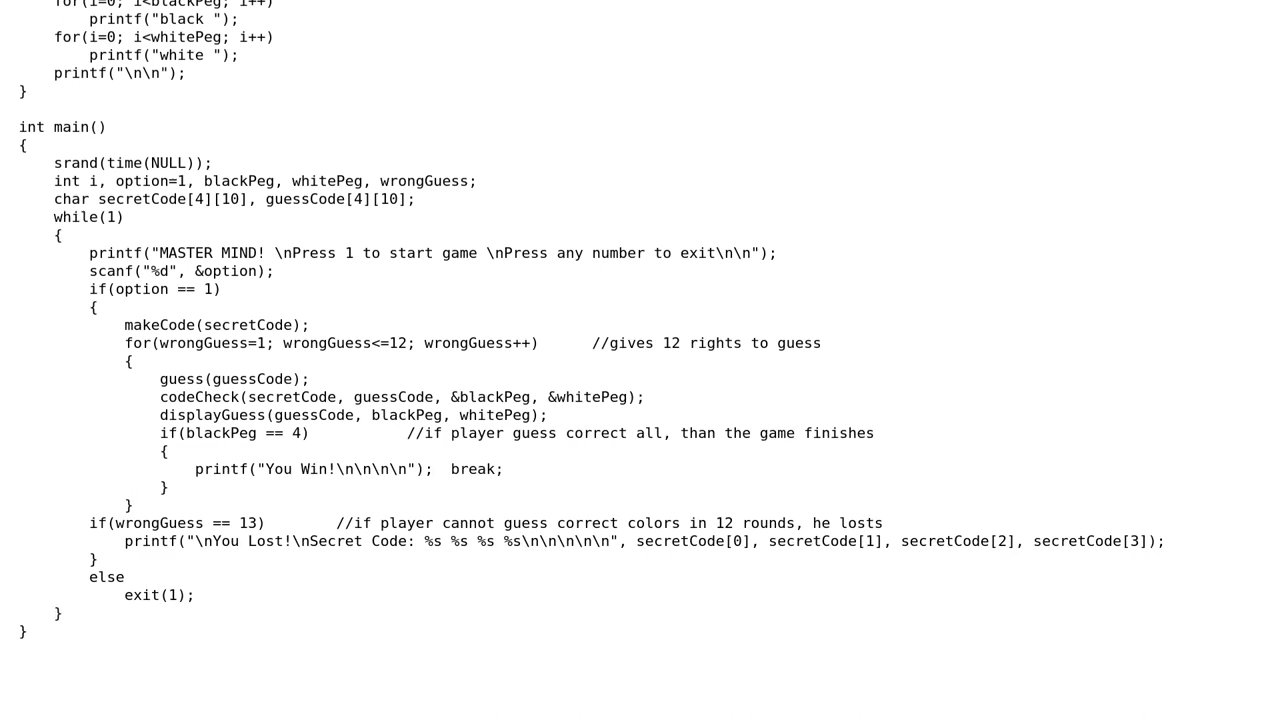 for(i=0; i<blackPeg; i++)
printf("black ");
for(i=0; i<whitePeg; i++)
printf("white ");
printf("\n\n");
}
int main()
{
srand(time(NULL));
int i, option=1, blackPeg, whitePeg, wrongGuess;
char secretCode[4][10], guessCode[4][10];
while(1)
{
printf("MASTER MIND! \nPress 1 to start game \nPress any number to exit\n\n");
scanf("%d", &option);
if(option == 1)
{
makeCode(secretCode);
for(wrongGuess=1; wrongGuess<=12; wrongGuess++)      //gives 12 rights to guess
{
guess(guessCode);
codeCheck(secretCode, guessCode, &blackPeg, &whitePeg);
displayGuess(guessCode, blackPeg, whitePeg);
if(blackPeg == 4)           //if player guess correct all, than the game finishes
{
printf("You Win!\n\n\n\n");  break;
}
}
if(wrongGuess == 13)        //if player cannot guess correct colors in 12 rounds, he losts
printf("\nYou Lost!\nSecret Code: %s %s %s %s\n\n\n\n\n", secretCode[0], secretCode[1], secretCode[2], secretCode[3]);
}
else
exit(1);
}
}